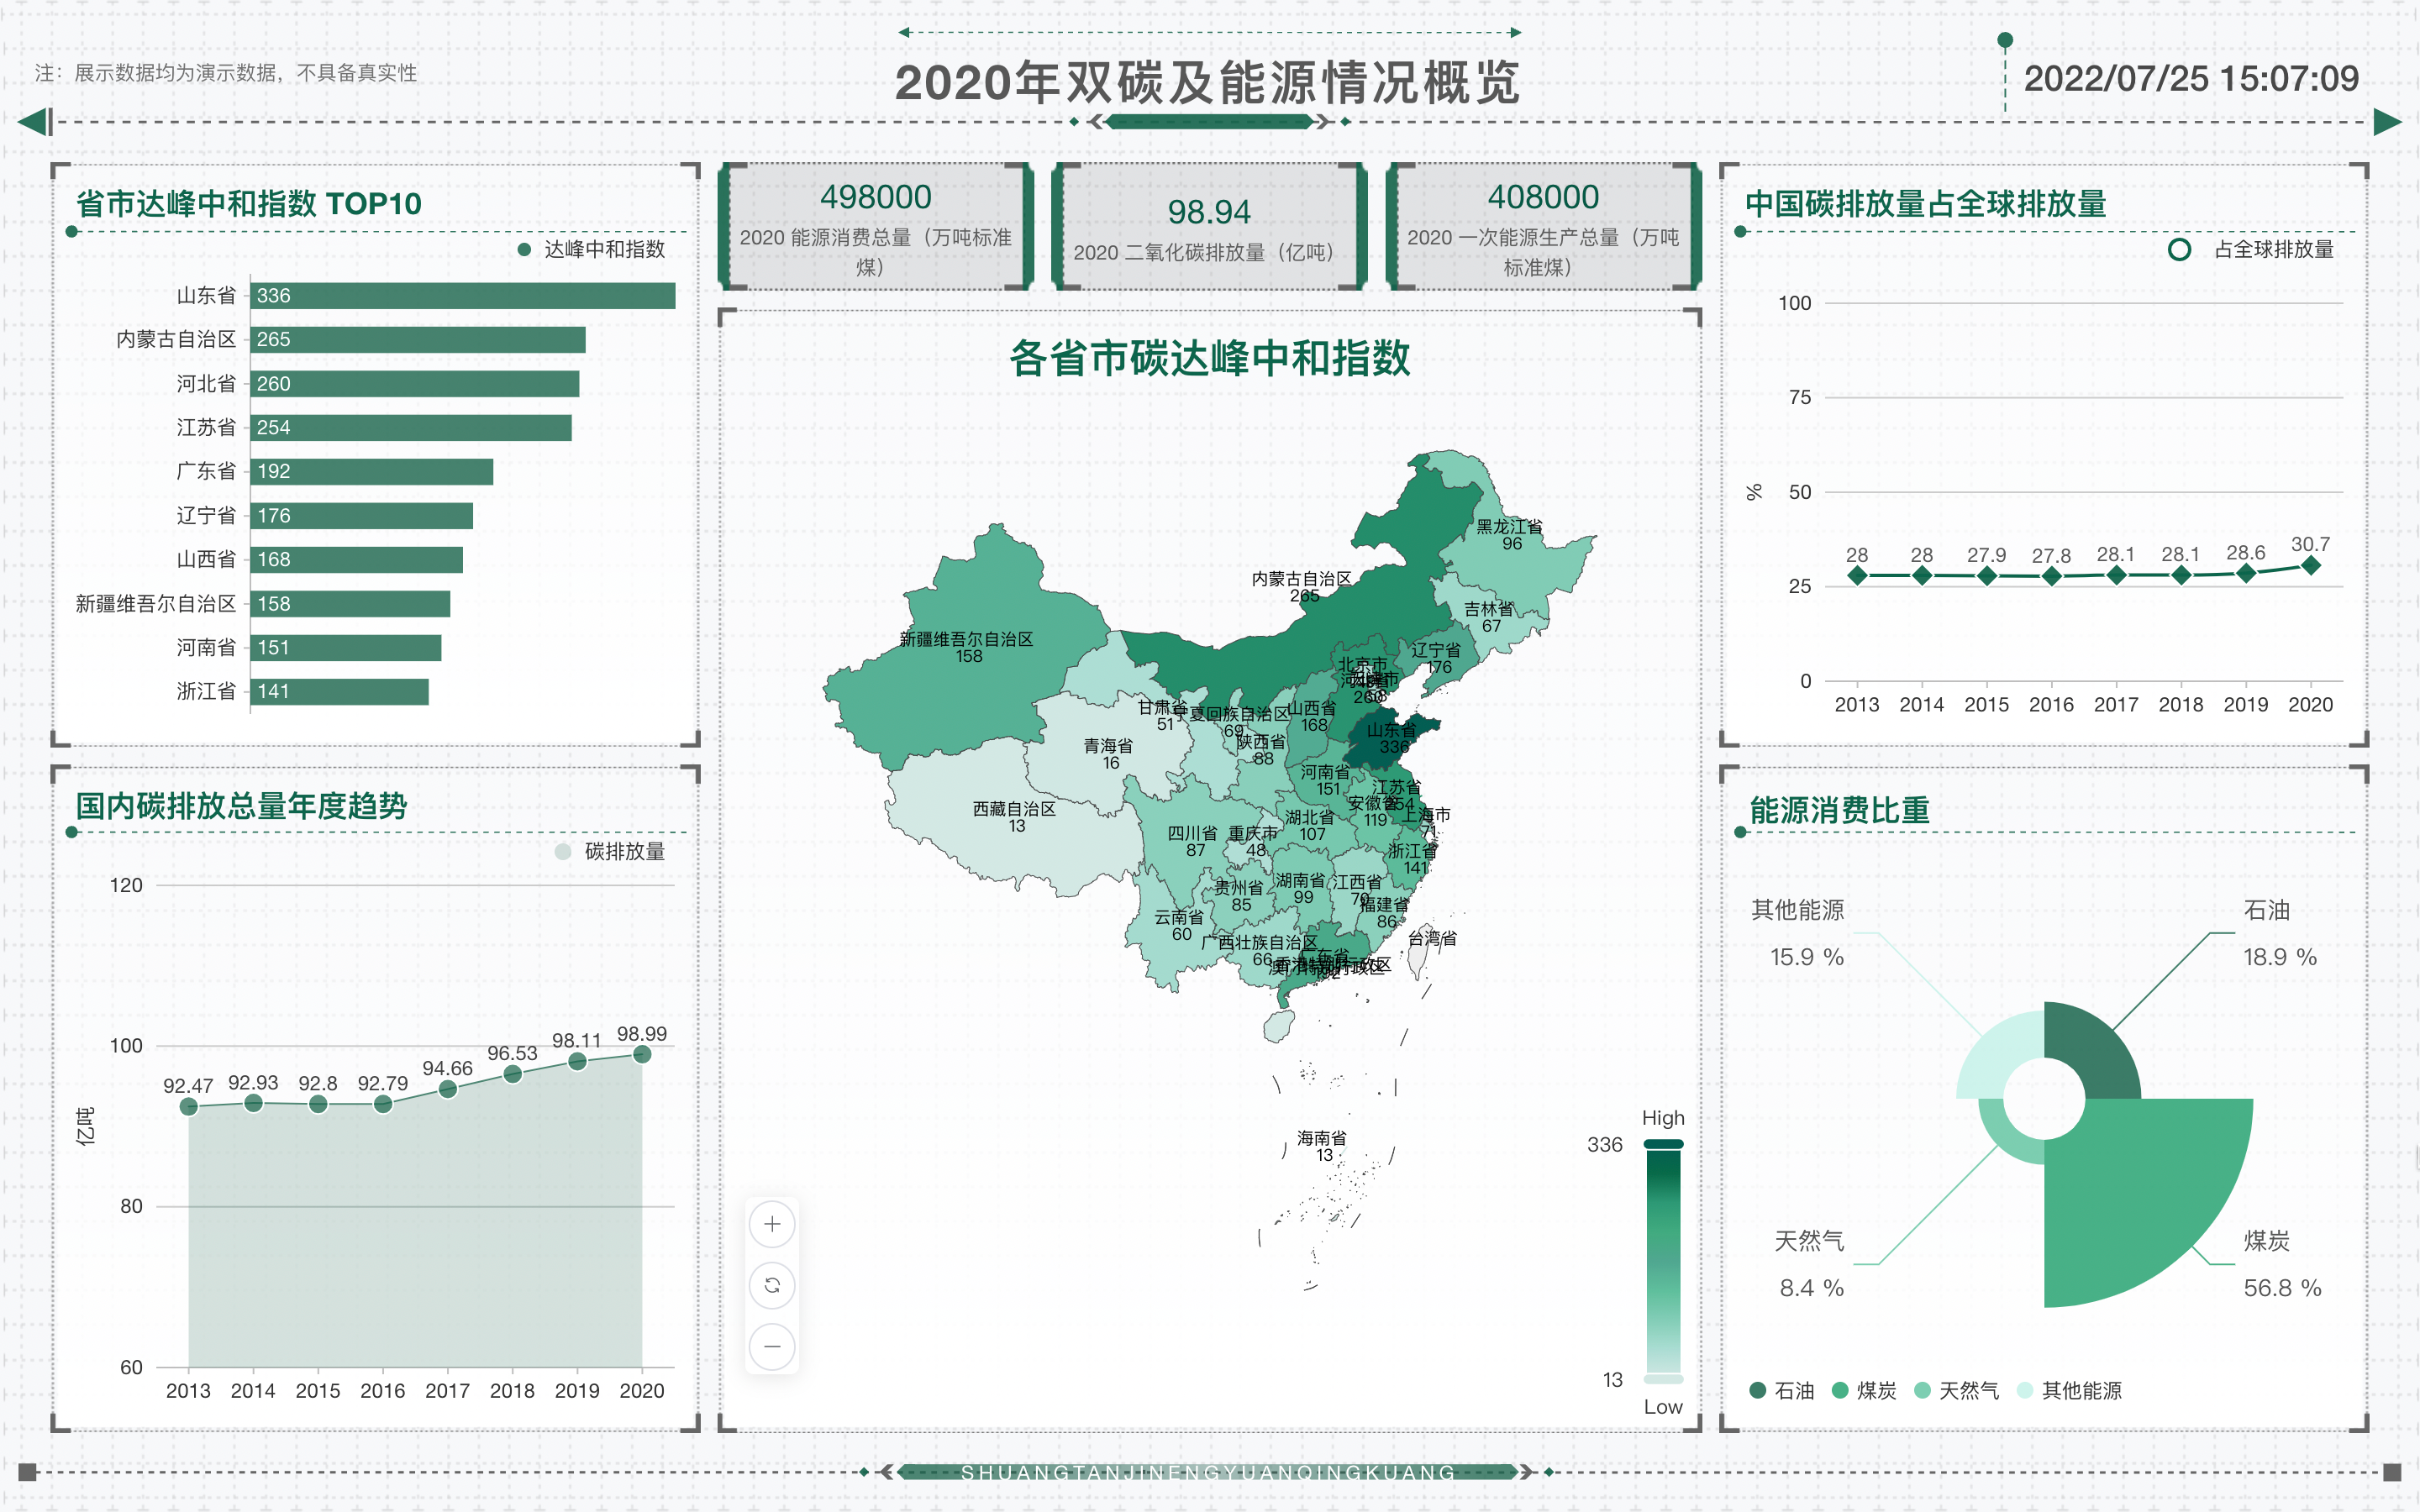 注：展示数据均为演示数据，不具备真实性
2020年双碳及能源情况概览
2022/07/25 15:07:09
省市达峰中和指数 TOP10
达峰中和指数
山东省 336
内蒙古自治区 265
河北省 260
江苏省 254
广东省 192
辽宁省 176
山西省 168
新疆维吾尔自治区 158
河南省 151
浙江省 141
国内碳排放总量年度趋势
碳排放量
120
100
80
60
亿吨
92.47 92.93 92.8 92.79 94.66 96.53 98.11 98.99
2013 2014 2015 2016 2017 2018 2019 2020
498000
2020 能源消费总量（万吨标准
煤）
98.94
2020 二氧化碳排放量（亿吨）
408000
2020 一次能源生产总量（万吨
标准煤）
各省市碳达峰中和指数
黑龙江省
96
内蒙古自治区
265
吉林省
67
新疆维吾尔自治区
158
辽宁省
176
北京市
260
58
甘肃省
51
夏回族自治区
69
山西省
168
山东省
336
陕西省
88
青海省
16
河南省
151
江苏省
254
西藏自治区
13
安徽省
119
上海市
71
湖北省
107
四川省
87
重庆市
48
浙江省
141
贵州省
85
湖南省
99
江西省
70
福建省
86
云南省
60
广西壮族自治区
66
广东省
台湾省
海南省
13
High
336
13
Low
中国碳排放量占全球排放量
占全球排放量
100
75
50
25
0
%
28 28 27.9 27.8 28.1 28.1 28.6 30.7
2013 2014 2015 2016 2017 2018 2019 2020
能源消费比重
其他能源
15.9 %
石油
18.9 %
天然气
8.4 %
煤炭
56.8 %
石油 煤炭 天然气 其他能源
SHUANGTANJINENGYUANQINGKUANG